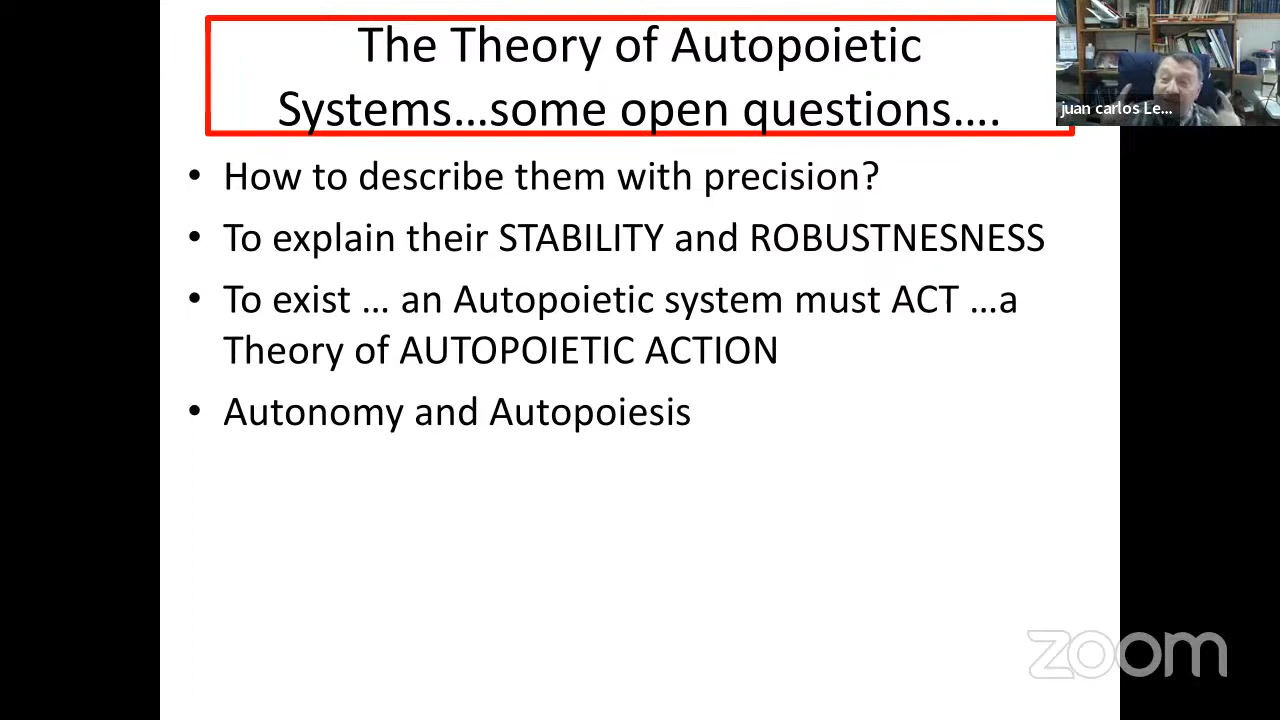 The Theory of Autopoietic
Systems...some open questions....
juan carlos Le...
• How to describe them with precision?
• To explain their STABILITY and ROBUSTNESNESS
• To exist ... an Autopoietic system must ACT ...a
Theory of AUTOPOIETIC ACTION
• Autonomy and Autopoiesis
zoom